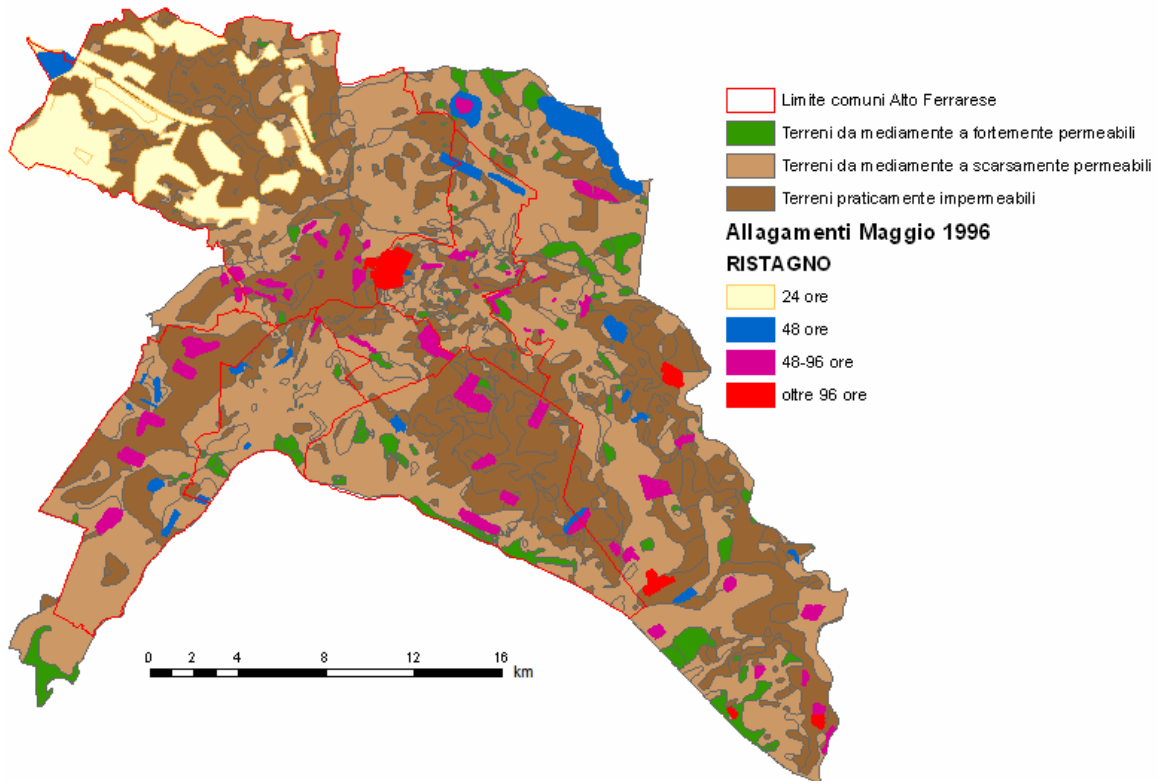 Limite comuni Alto Ferrarese
Terreni da mediamente a fortemente permeabili
Terreni da mediamente a scarsamente permeabili
Terreni praticamente impermeabili
Allagamenti Maggio 1996
RISTAGNO
24 ore
48 ore
48-96 ore
oltre 96 ore
0 2 4 8 12 16
km